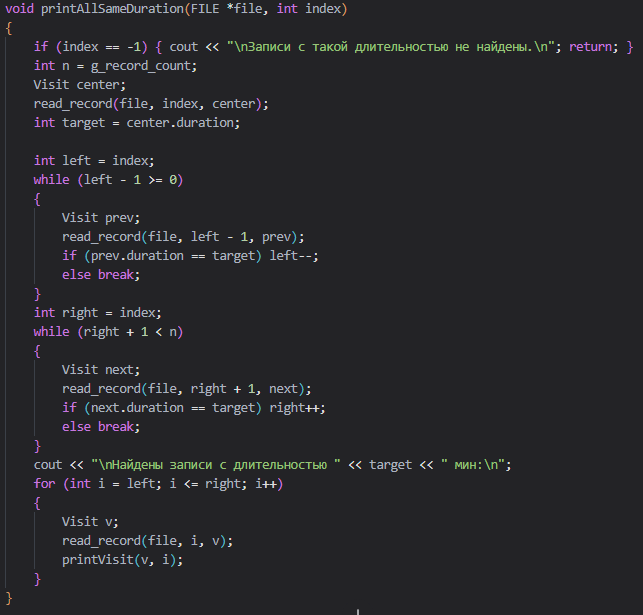 void printAllSameDuration(FILE *file, int index)
{
    if (index == -1) { cout << "\nЗаписи с такой длительностью не найдены.\n"; return; }
    int n = g_record_count;
    Visit center;
    read_record(file, index, center);
    int target = center.duration;

    int left = index;
    while (left - 1 >= 0)
    {
        Visit prev;
        read_record(file, left - 1, prev);
        if (prev.duration == target) left--;
        else break;
    }
    int right = index;
    while (right + 1 < n)
    {
        Visit next;
        read_record(file, right + 1, next);
        if (next.duration == target) right++;
        else break;
    }
    cout << "\nНайдены записи с длительностью " << target << " мин:\n";
    for (int i = left; i <= right; i++)
    {
        Visit v;
        read_record(file, i, v);
        printVisit(v, i);
    }
}